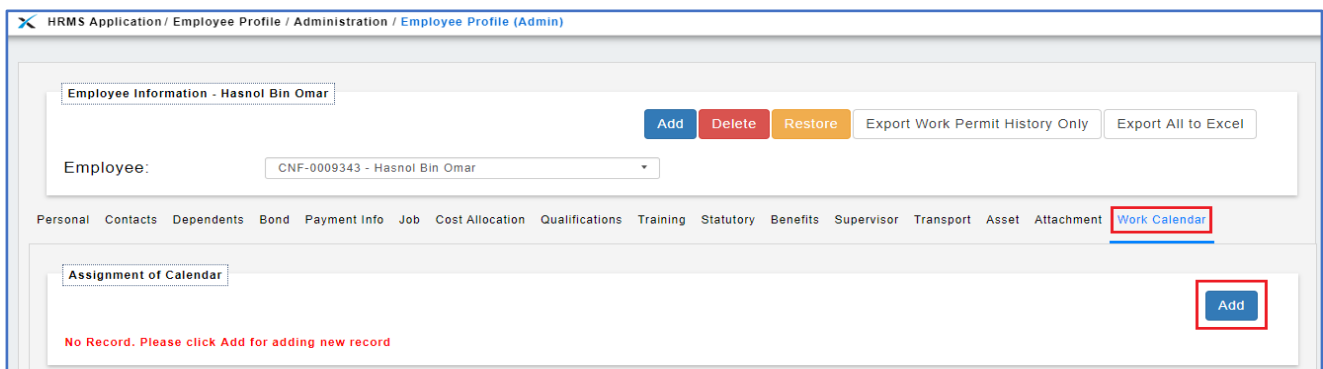 HRMS Application / Employee Profile / Administration / Employee Profile (Admin)
Employee Information - Hasnol Bin Omar
Add Delete Restore Export Work Permit History Only Export All to Excel
Employee: CNF-0009343 - Hasnol Bin Omar
Personal Contacts Dependents Bond Payment Info Job Cost Allocation Qualifications Training Statutory Benefits Supervisor Transport Asset Attachment Work Calendar
Assignment of Calendar
Add
No Record. Please click Add for adding new record